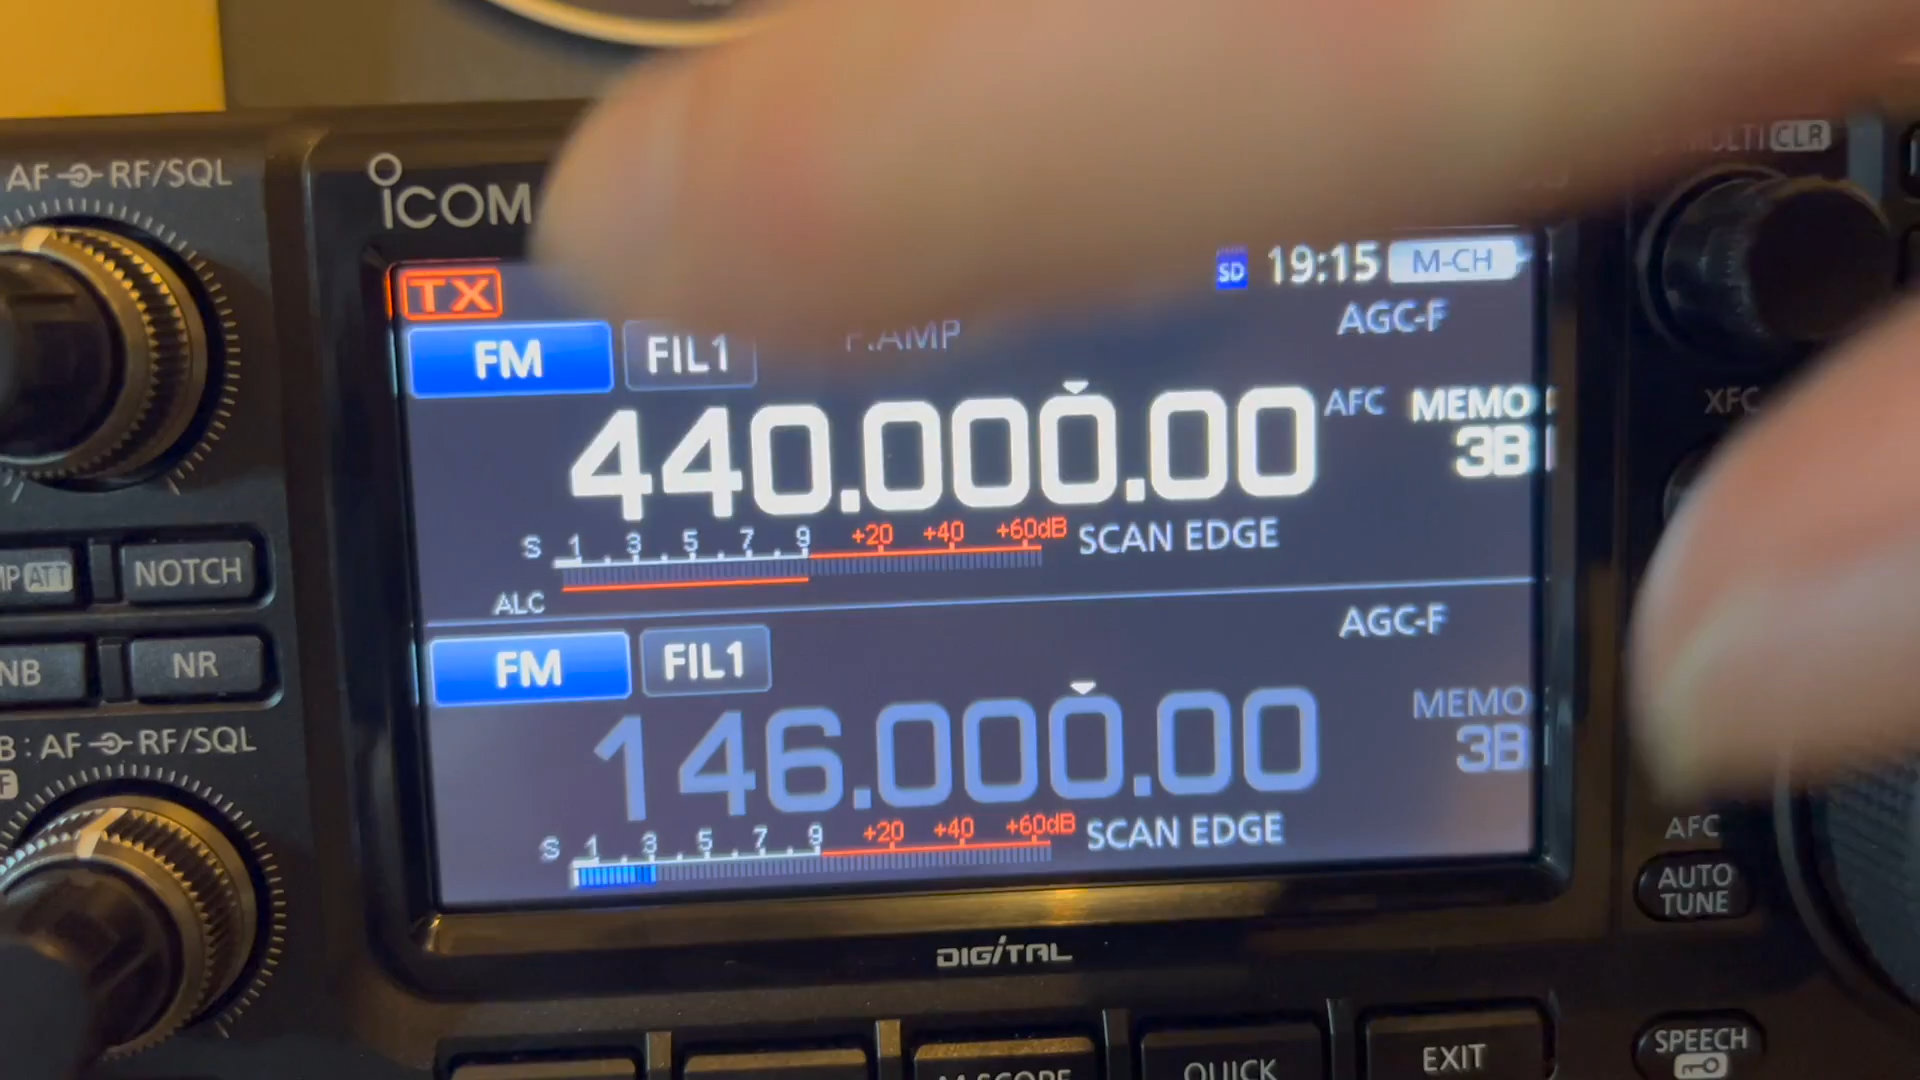 AF RF/SQL
ICOM
CLR
TX
SD 19:15 M-CH
FM FIL1 P.AMP AGC-F
440.000.00 AFC MEMO
3B
XFC
S 1 3 5 7 9 +20 +40 +60dB SCAN EDGE
ALC
ATT NOTCH
NB NR
FM FIL1 AGC-F
146.000.00 MEMO
3B
B: AF RF/SQL
S 1 3 5 7 9 +20 +40 +60dB SCAN EDGE
AFC
AUTO
TUNE
DIGITAL
QUICK EXIT
SPEECH